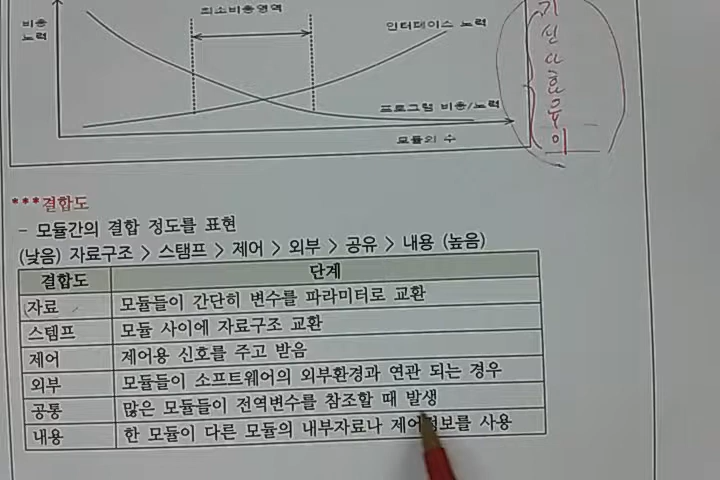 최소비용영역
비용
노력
인터페이스 노력
프로그램 비용/노력
모듈의 수
***결합도
- 모듈간의 결합 정도를 표현
(낮음) 자료구조 > 스탬프 > 제어 > 외부 > 공유 > 내용 (높음)
결합도 단계
자료 모듈들이 간단히 변수를 파라미터로 교환
스템프 모듈 사이에 자료구조 교환
제어 제어용 신호를 주고 받음
외부 모듈들이 소프트웨어의 외부환경과 연관 되는 경우
공통 많은 모듈들이 전역변수를 참조할 때 발생
내용 한 모듈이 다른 모듈의 내부자료나 제어정보를 사용